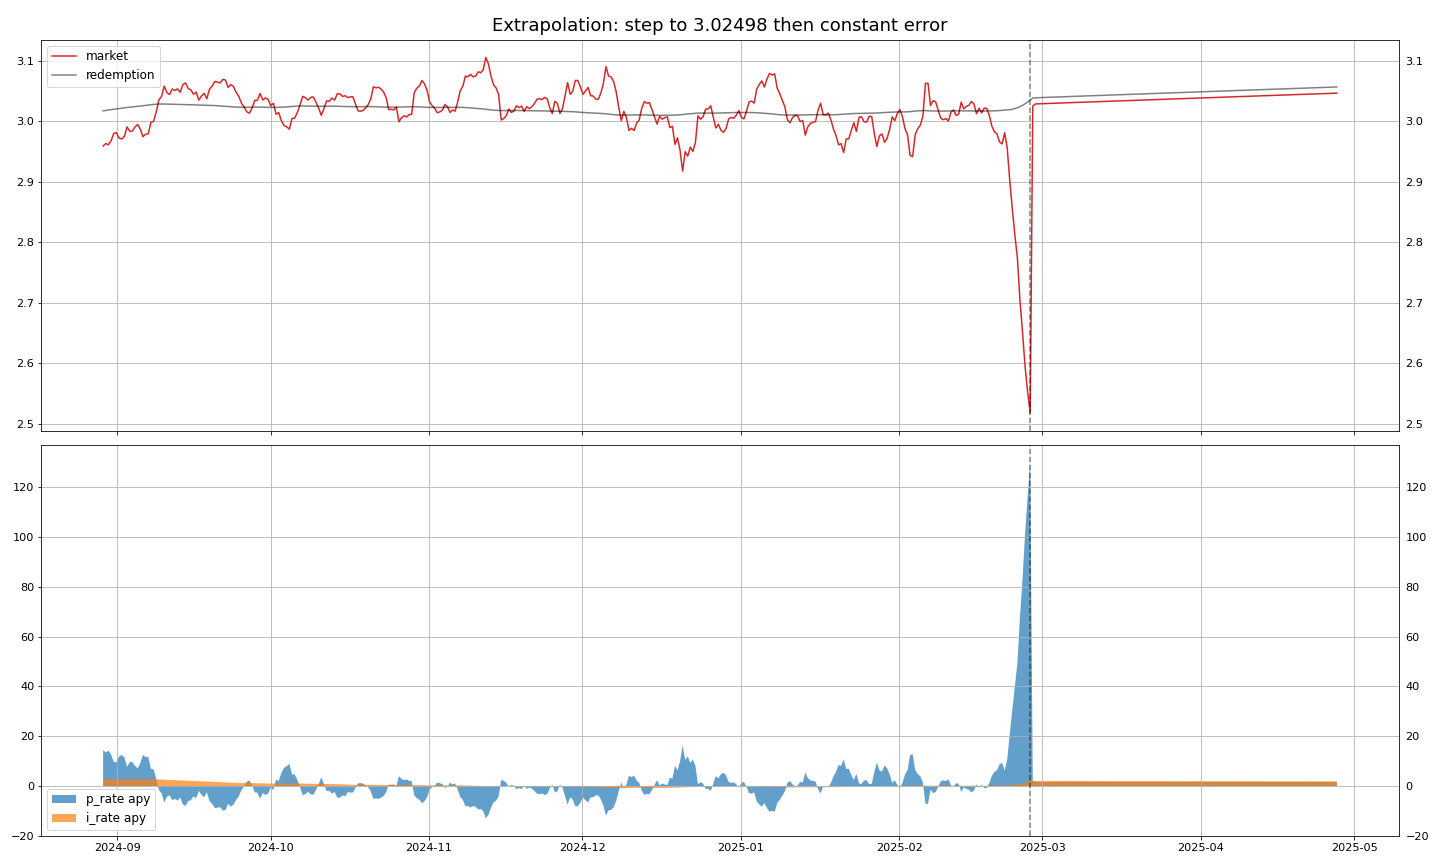 Extrapolation: step to 3.02498 then constant error
market
redemption
3.1 3.1
3.0 3.0
2.9 2.9
2.8 2.8
2.7 2.7
2.6 2.6
2.5 2.5
120 120
100 100
80 80
60 60
40 40
20 20
0 0
p_rate apy
i_rate apy
−20 −20
2024-09 2024-10 2024-11 2024-12 2025-01 2025-02 2025-03 2025-04 2025-05